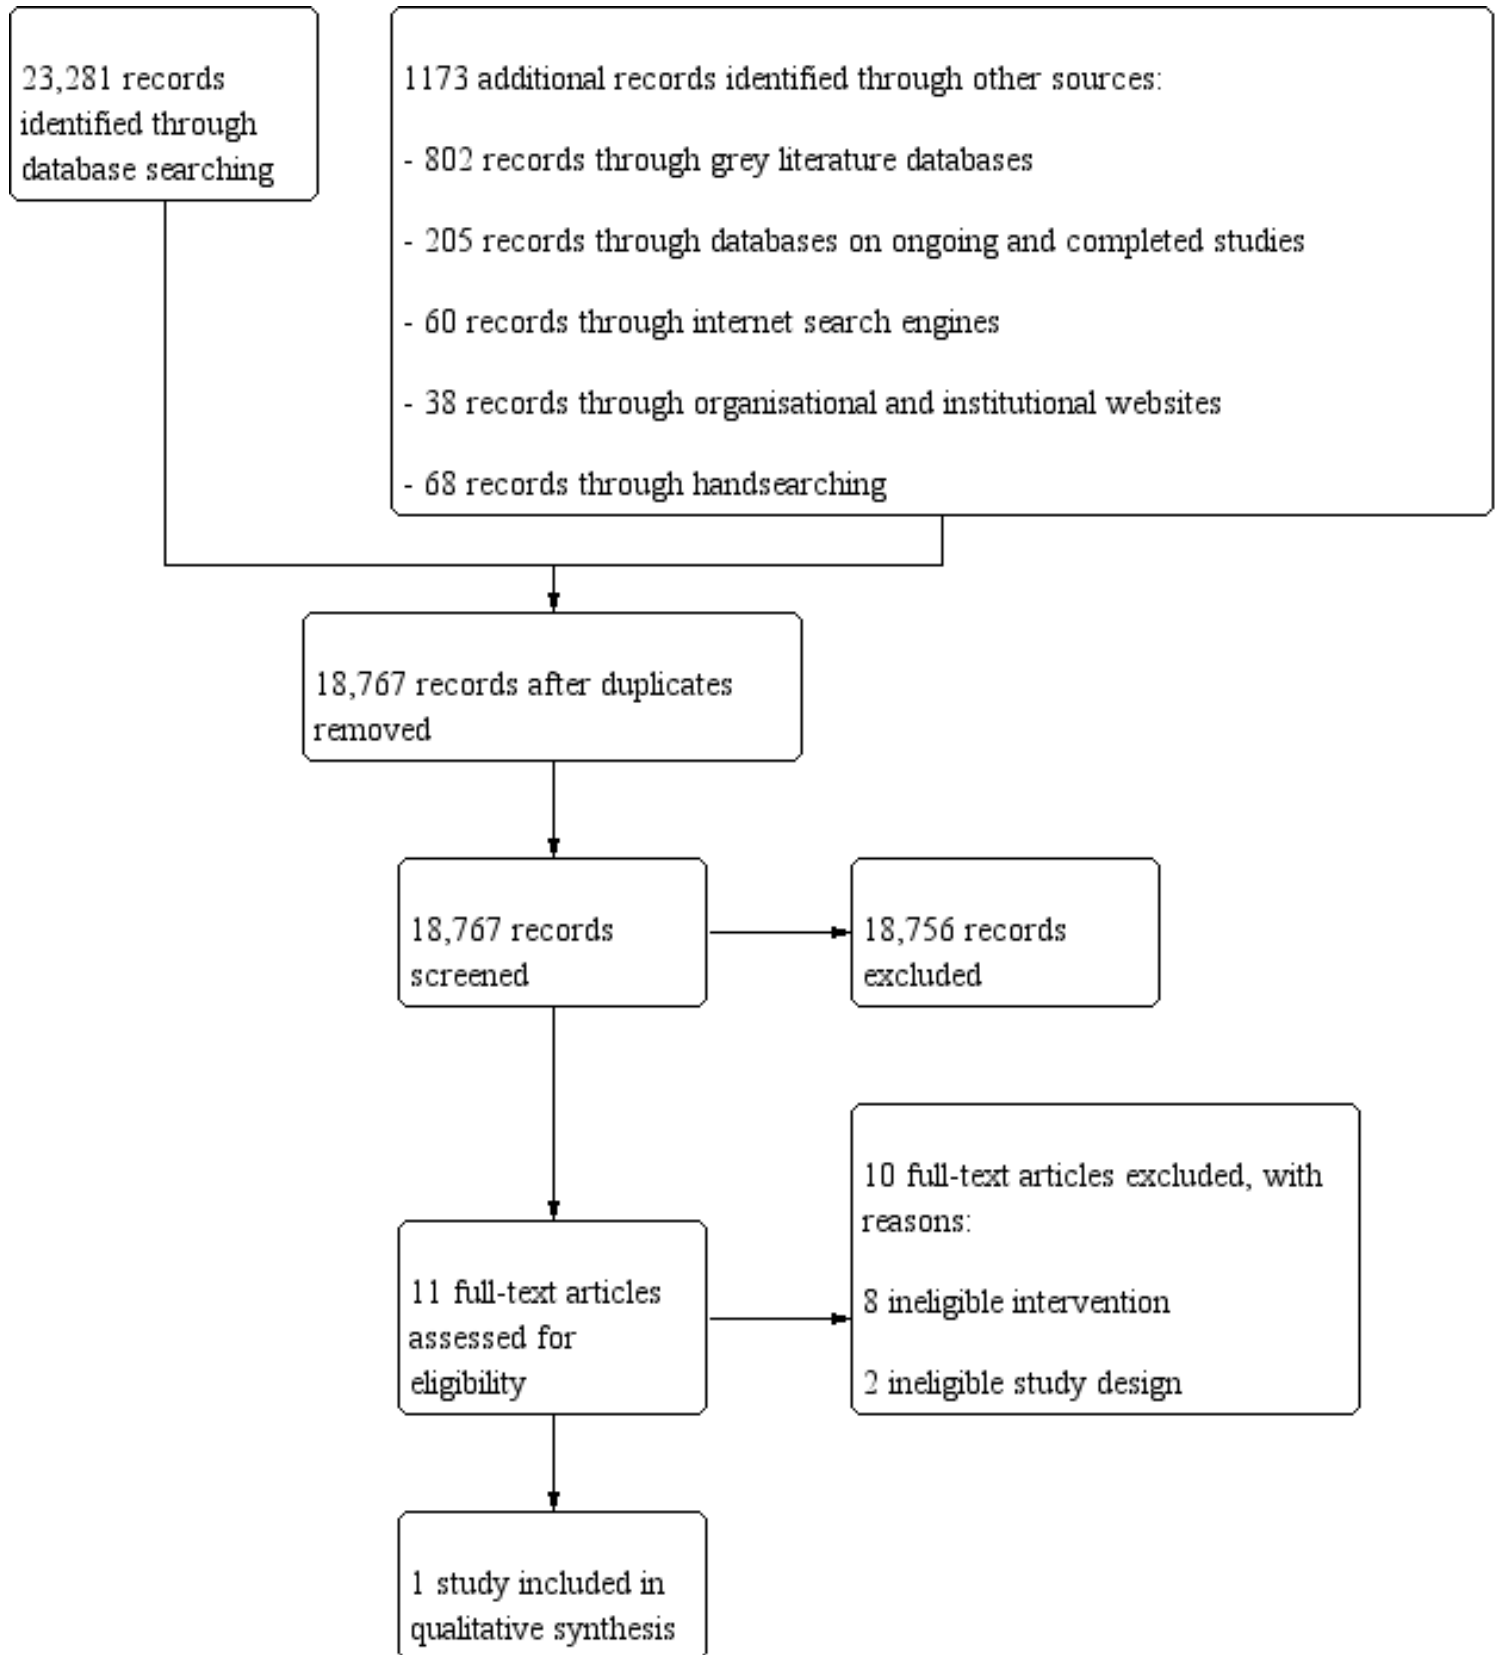 23,281 records
identified through
database searching
1173 additional records identified through other sources:
- 802 records through grey literature databases
- 205 records through databases on ongoing and completed studies
- 60 records through internet search engines
- 38 records through organisational and institutional websites
- 68 records through handsearching
18,767 records after duplicates
removed
18,767 records
screened
18,756 records
excluded
11 full-text articles
assessed for
eligibility
10 full-text articles excluded, with
reasons:
8 ineligible intervention
2 ineligible study design
1 study included in
qualitative synthesis